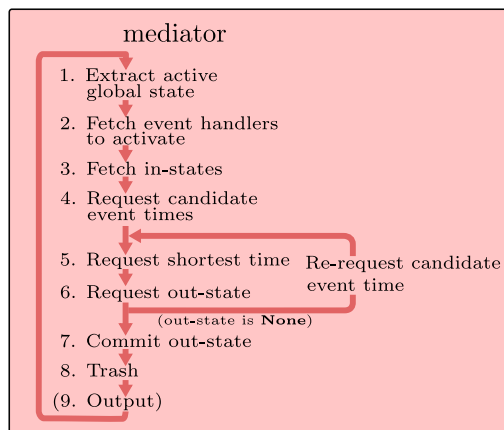 mediator
1. Extract active
global state
2. Fetch event handlers
to activate
3. Fetch in-states
4. Request candidate
event times
5. Request shortest time
6. Request out-state
Re-request candidate
event time
(out-state is None)
7. Commit out-state
8. Trash
(9. Output)